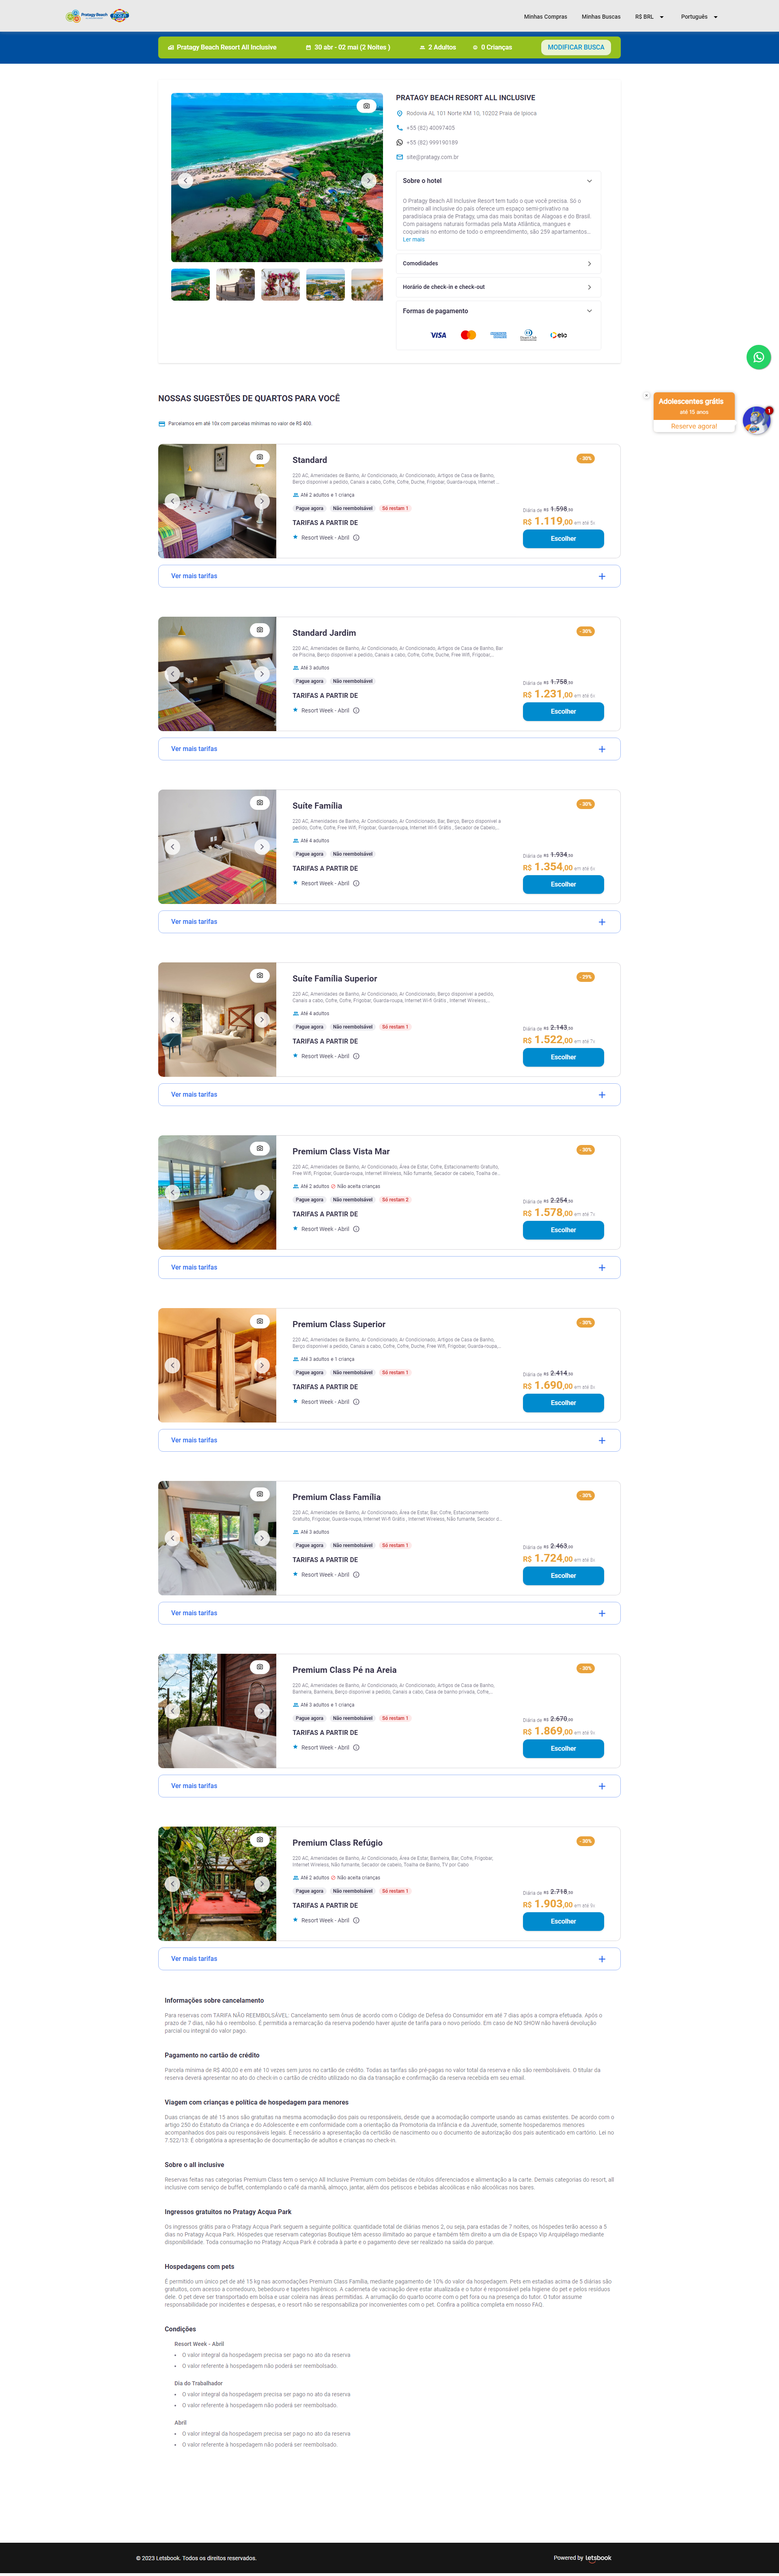 Pratagy Beach
Minhas Compras
Minhas Buscas
R$ BRL
Português
Pratagy Beach Resort All Inclusive
30 abr - 02 mai (2 Noites )
2 Adultos
0 Crianças
MODIFICAR BUSCA
PRATAGY BEACH RESORT ALL INCLUSIVE
Rodovia AL 101 Norte KM 10, 10202 Praia de Ipioca
+55 (82) 40097405
+55 (82) 999190189
site@pratagy.com.br
Sobre o hotel
O Pratagy Beach All Inclusive Resort tem tudo o que você precisa. Só o
primeiro all inclusive do país oferece um espaço semi-privativo na
paradisíaca praia de Pratagy, uma das mais bonitas de Alagoas e do Brasil.
Com paisagens naturais formadas pela Mata Atlântica, mangues e
coqueirais no entorno de todo o empreendimento, são 259 apartamentos...
Ler mais
Comodidades
Horário de check-in e check-out
Formas de pagamento
VISA
elo
Adolescentes grátis
até 15 anos
Reserve agora!
1
NOSSAS SUGESTÕES DE QUARTOS PARA VOCÊ
Parcelamos em até 10x com parcelas mínimas no valor de R$ 400
Standard
- 30%
220 AC, Amenidades de Banho, Ar Condicionado, Ar Condicionado, Artigos de Casa de Banho,
Berço disponível a pedido, Canais a cabo, Cofre, Cofre, Duche, Frigobar, Guarda-roupa, Internet ...
Até 2 adultos e 1 criança
Pague agora
Não reembolsável
Só restam 1
TARIFAS A PARTIR DE
Resort Week - Abril
Diária de R$ 1.598,00
R$ 1.119,00 em até 5x
Escolher
Ver mais tarifas
Standard Jardim
- 30%
220 AC, Amenidades de Banho, Ar Condicionado, Ar Condicionado, Artigos de Casa de Banho, Bar
de Piscina, Berço disponível a pedido, Canais a cabo, Cofre, Cofre, Duche, Free Wifi, Frigobar,...
Até 3 adultos
Pague agora
Não reembolsável
TARIFAS A PARTIR DE
Resort Week - Abril
Diária de R$ 1.758,00
R$ 1.231,00
Escolher
Ver mais tarifas
Suíte Família
- 30%
220 AC, Amenidades de Banho, Ar Condicionado, Ar Condicionado, Bar, Berço, Berço disponível a
pedido, Cofre, Cofre, Free Wifi, Frigobar, Guarda-roupa, Internet Wi-fi Grátis , Secador de Cabelo,...
Até 4 adultos
Pague agora
Não reembolsável
TARIFAS A PARTIR DE
Resort Week - Abril
Diária de R$ 1.934,00
R$ 1.354,00
Escolher
Ver mais tarifas
Suíte Família Superior
- 29%
220 AC, Amenidades de Banho, Ar Condicionado, Ar Condicionado, Berço disponível a pedido,
Canais a cabo, Cofre, Cofre, Frigobar, Guarda-roupa, Internet Wi-fi Grátis , Internet Wireless,...
Até 4 adultos
Pague agora
Não reembolsável
Só restam 1
TARIFAS A PARTIR DE
Resort Week - Abril
Diária de R$ 2.143,00
R$ 1.522,00 em até 7x
Escolher
Ver mais tarifas
Premium Class Vista Mar
- 30%
220 AC, Amenidades de Banho, Ar Condicionado, Área de Estar, Cofre, Estacionamento Gratuito,
Free Wifi, Frigobar, Guarda-roupa, Internet Wireless, Não fumante, Secador de cabelo, Toalha de...
Até 2 adultos Não aceita crianças
Pague agora
Não reembolsável
Só restam 2
TARIFAS A PARTIR DE
Resort Week - Abril
Diária de R$ 2.254,00
R$ 1.578,00 em até 7x
Escolher
Ver mais tarifas
Premium Class Superior
- 30%
220 AC, Amenidades de Banho, Ar Condicionado, Ar Condicionado, Artigos de Casa de Banho,
Berço disponível a pedido, Canais a cabo, Cofre, Cofre, Duche, Free Wifi, Frigobar, Guarda-roupa,...
Até 3 adultos e 1 criança
Pague agora
Não reembolsável
Só restam 1
TARIFAS A PARTIR DE
Resort Week - Abril
Diária de R$ 2.414,00
R$ 1.690,00 em até 8x
Escolher
Ver mais tarifas
Premium Class Família
- 30%
220 AC, Amenidades de Banho, Ar Condicionado, Área de Estar, Bar, Cofre, Estacionamento
Gratuito, Frigobar, Guarda-roupa, Internet Wi-fi Grátis , Internet Wireless, Não fumante, Secador d...
Até 3 adultos
Pague agora
Não reembolsável
Só restam 1
TARIFAS A PARTIR DE
Resort Week - Abril
Diária de R$ 2.463,00
R$ 1.724,00 em até 8x
Escolher
Ver mais tarifas
Premium Class Pé na Areia
- 30%
220 AC, Amenidades de Banho, Ar Condicionado, Ar Condicionado, Artigos de Casa de Banho,
Banheira, Banheira, Berço disponível a pedido, Canais a cabo, Casa de banho privada, Cofre,...
Até 3 adultos e 1 criança
Pague agora
Não reembolsável
Só restam 1
TARIFAS A PARTIR DE
Resort Week - Abril
Diária de R$ 2.670,00
R$ 1.869,00 em até 9x
Escolher
Ver mais tarifas
Premium Class Refúgio
- 30%
220 AC, Amenidades de Banho, Ar Condicionado, Área de Estar, Banheira, Bar, Cofre, Frigobar,
Internet Wireless, Não fumante, Secador de cabelo, Toalha de Banho, TV por Cabo
Até 2 adultos Não aceita crianças
Pague agora
Não reembolsável
Só restam 1
TARIFAS A PARTIR DE
Resort Week - Abril
Diária de R$ 2.718,00
R$ 1.903,00 em até 9x
Escolher
Ver mais tarifas
Informações sobre cancelamento
Para reservas com TARIFA NÃO REEMBOLSÁVEL: Cancelamento sem ônus de acordo com o Código de Defesa do Consumidor em até 7 dias após a compra efetuada. Após o
prazo de 7 dias, não há o reembolso. É permitida a remarcação da reserva podendo haver ajuste de tarifa para o novo período. Em caso de NO SHOW não haverá devolução
parcial ou integral do valor pago.
Pagamento no cartão de crédito
Parcela mínima de R$ 400,00 e em até 10 vezes sem juros no cartão de crédito. Todas as tarifas são pré-pagas no valor total da reserva e não são reembolsáveis. O titular da
reserva deverá apresentar no ato do check-in o cartão de crédito utilizado no dia da transação e confirmação da reserva recebida em seu email.
Viagem com crianças e política de hospedagem para menores
Duas crianças de até 15 anos são gratuitas na mesma acomodação dos pais ou responsáveis, desde que a acomodação comporte usando as camas existentes. De acordo com o
artigo 250 do Estatuto da Criança e do Adolescente e em conformidade com a orientação da Promotoria da Infância e da Juventude, somente hospedaremos menores
acompanhados dos pais ou responsáveis legais. É necessário a apresentação da certidão de nascimento ou o documento de autorização dos pais autenticado em cartório. Lei no
7.522/13: É obrigatória a apresentação de documentação de adultos e crianças no check-in.
Sobre o all inclusive
Reservas feitas nas categorias Premium Class tem o serviço All Inclusive Premium com bebidas de rótulos diferenciados e alimentação a la carte. Demais categorias do resort, all
inclusive com serviço de buffet, contemplando o café da manhã, almoço, jantar, além dos petiscos e bebidas alcoólicas e não alcoólicas nos bares.
Ingressos gratuitos no Pratagy Acqua Park
Os ingressos grátis para o Pratagy Acqua Park seguem a seguinte política: quantidade total de diárias menos 2, ou seja, para estadas de 7 noites, os hóspedes terão acesso a 5
dias no Pratagy Acqua Park. Hóspedes que reservam categorias Boutique têm acesso ilimitado ao parque e também têm direito a um dia de Espaço Vip Arquipélago mediante
disponibilidade. Toda consumação no Pratagy Acqua Park é cobrada à parte e o pagamento deve ser realizado na saída do parque.
Hospedagens com pets
É permitido um único pet de até 15 kg nas acomodações Premium Class Família, mediante pagamento de 10% do valor da hospedagem. Pets em estadias acima de 5 diárias são
gratuitos, com acesso a comedouro, bebedouro e tapetes higiênicos. A caderneta de vacinação deve estar atualizada e o tutor é responsável pela higiene do pet e pelos resíduos
dele. O pet deve ser transportado em bolsa e usar coleira nas áreas permitidas. A arrumação do quarto ocorre com o pet fora ou na presença do tutor. O tutor assume
responsabilidade por incidentes e despesas, e o resort não se responsabiliza por inconvenientes com o pet. Confira a política completa em nosso FAQ.
Condições
Resort Week - Abril
• O valor integral da hospedagem precisa ser pago no ato da reserva
• O valor referente à hospedagem não poderá ser reembolsado.
Dia do Trabalhador
• O valor integral da hospedagem precisa ser pago no ato da reserva
• O valor referente à hospedagem não poderá ser reembolsado.
Abril
• O valor integral da hospedagem precisa ser pago no ato da reserva
• O valor referente à hospedagem não poderá ser reembolsado.
© 2023 Letsbook. Todos os direitos reservados.
Powered by letsbook